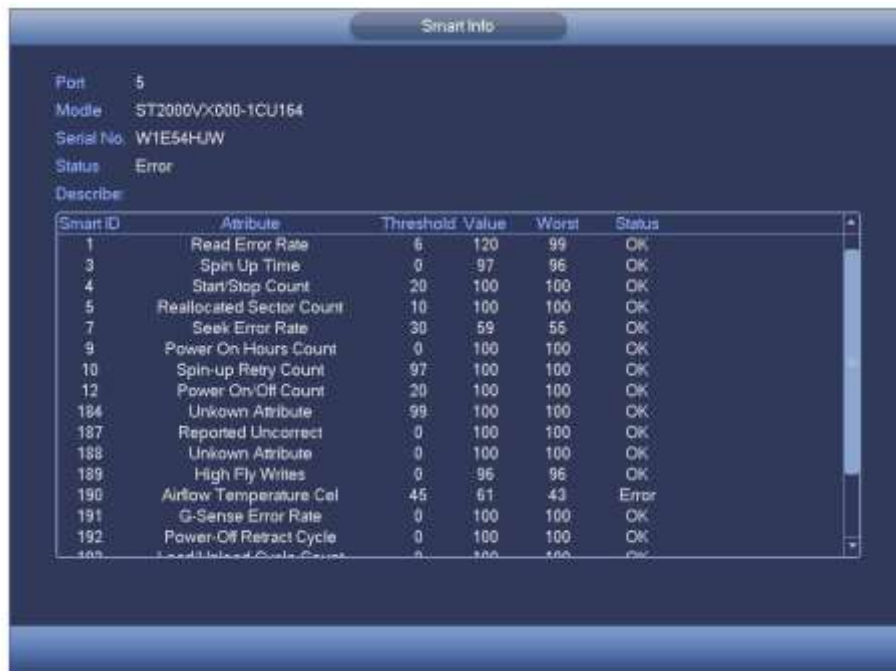 Smart Info
Port 5
Modle ST2000VX000-1CU164
Serial No. W1E54HJW
Status Error
Describe:
Smart ID Attribute Threshold Value Worst Status
1 Read Error Rate 6 120 99 OK
3 Spin Up Time 0 97 96 OK
4 Start/Stop Count 20 100 100 OK
5 Reallocated Sector Count 10 100 100 OK
7 Seek Error Rate 30 59 55 OK
9 Power On Hours Count 0 100 100 OK
10 Spin-up Retry Count 97 100 100 OK
12 Power On/Off Count 20 100 100 OK
184 Unkown Attribute 99 100 100 OK
187 Reported Uncorrect 0 100 100 OK
188 Unkown Attribute 0 100 100 OK
189 High Fly Writes 0 96 96 OK
190 Airflow Temperature Cel 45 61 43 Error
191 G-Sense Error Rate 0 100 100 OK
192 Power-Off Retract Cycle 0 100 100 OK